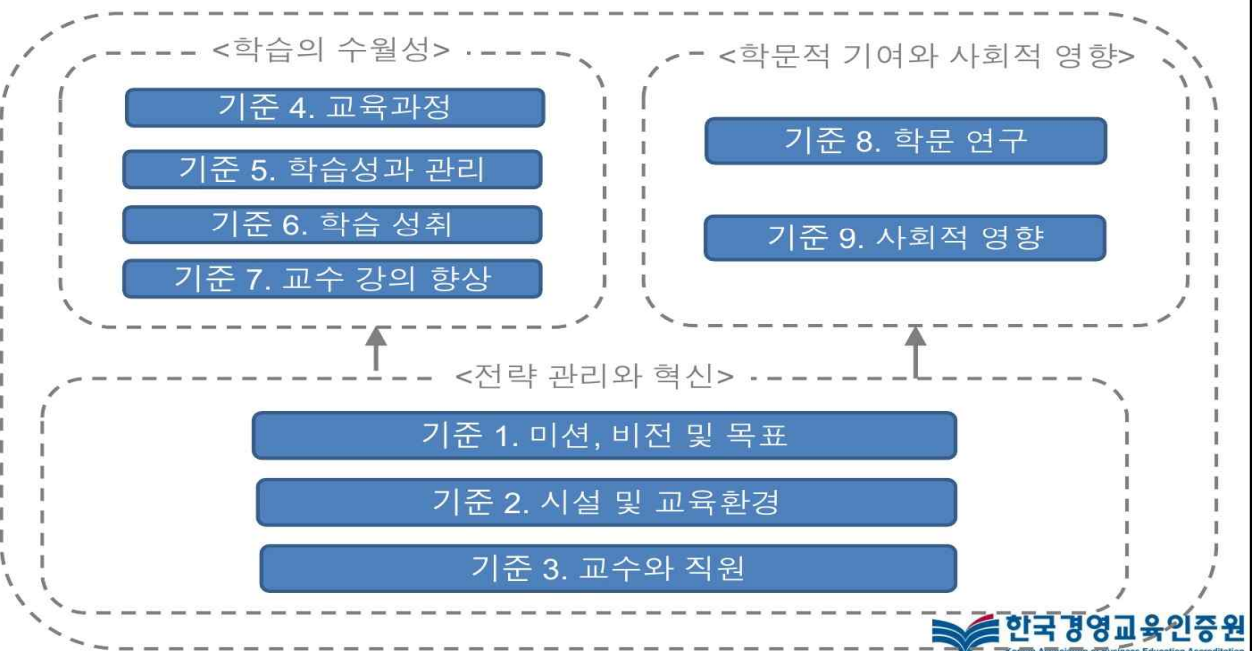 <학습의 수월성>
기준 4. 교육과정
기준 5. 학습성과 관리
기준 6. 학습 성취
기준 7. 교수 강의 향상
<학문적 기여와 사회적 영향>
기준 8. 학문 연구
기준 9. 사회적 영향
<전략 관리와 혁신>
기준 1. 미션, 비전 및 목표
기준 2. 시설 및 교육환경
기준 3. 교수와 직원
한국경영교육인증원